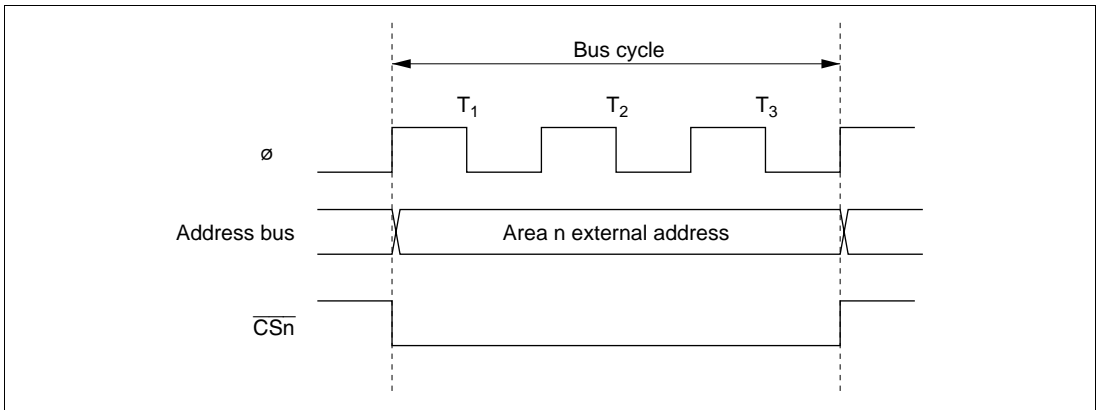 Bus cycle
T1 T2 T3
ø
Address bus Area n external address
CSn